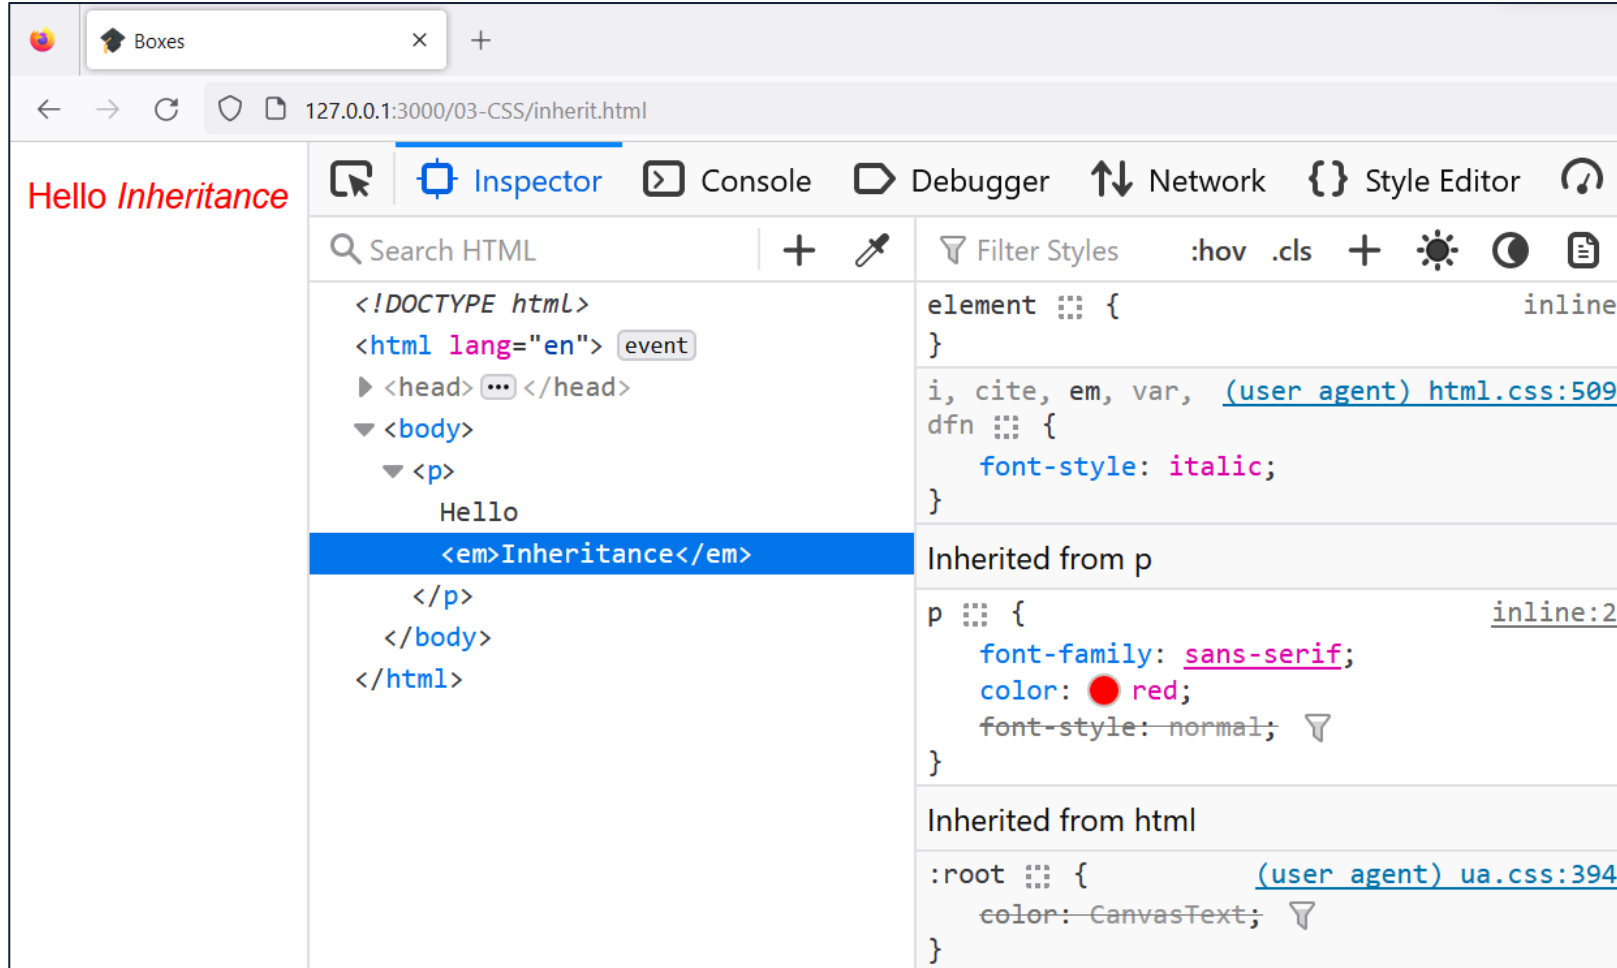 Boxes
127.0.0.1:3000/03-CSS/inherit.html
Hello Inheritance
Inspector Console Debugger Network {} Style Editor
Search HTML
Filter Styles :hov .cls
<!DOCTYPE html>
<html lang="en"> event
<head> ... </head>
<body>
<p>
Hello
<em>Inheritance</em>
</p>
</body>
</html>
element { inline
}
i, cite, em, var, (user agent) html.css:509
dfn {
font-style: italic;
}
Inherited from p
p { inline:2
font-family: sans-serif;
color: red;
font-style: normal;
}
Inherited from html
:root { (user agent) ua.css:394
color: CanvasText;
}